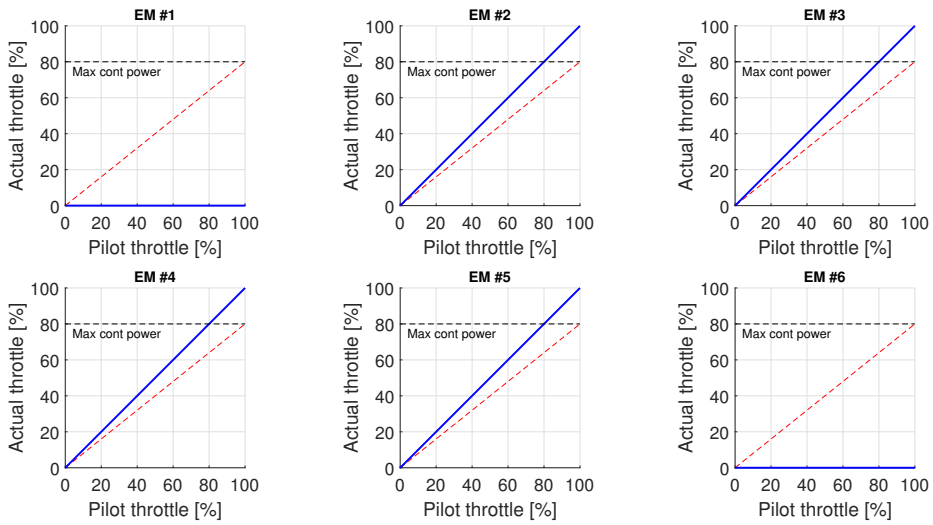 EM #1
EM #2
EM #3
100
80
60
40
20
0
Actual throttle [%]
Max cont power
0 20 40 60 80 100
Pilot throttle [%]
100
80
60
40
20
0
Actual throttle [%]
Max cont power
0 20 40 60 80 100
Pilot throttle [%]
100
80
60
40
20
0
Actual throttle [%]
Max cont power
0 20 40 60 80 100
Pilot throttle [%]
EM #4
EM #5
EM #6
100
80
60
40
20
0
Actual throttle [%]
Max cont power
0 20 40 60 80 100
Pilot throttle [%]
100
80
60
40
20
0
Actual throttle [%]
Max cont power
0 20 40 60 80 100
Pilot throttle [%]
100
80
60
40
20
0
Actual throttle [%]
Max cont power
0 20 40 60 80 100
Pilot throttle [%]